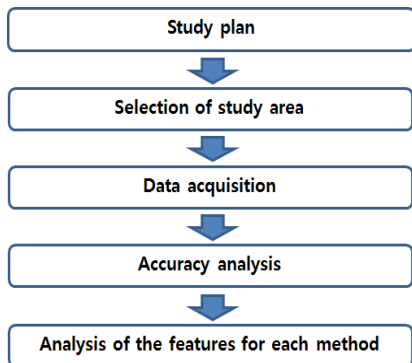 Study plan
Selection of study area
Data acquisition
Accuracy analysis
Analysis of the features for each method